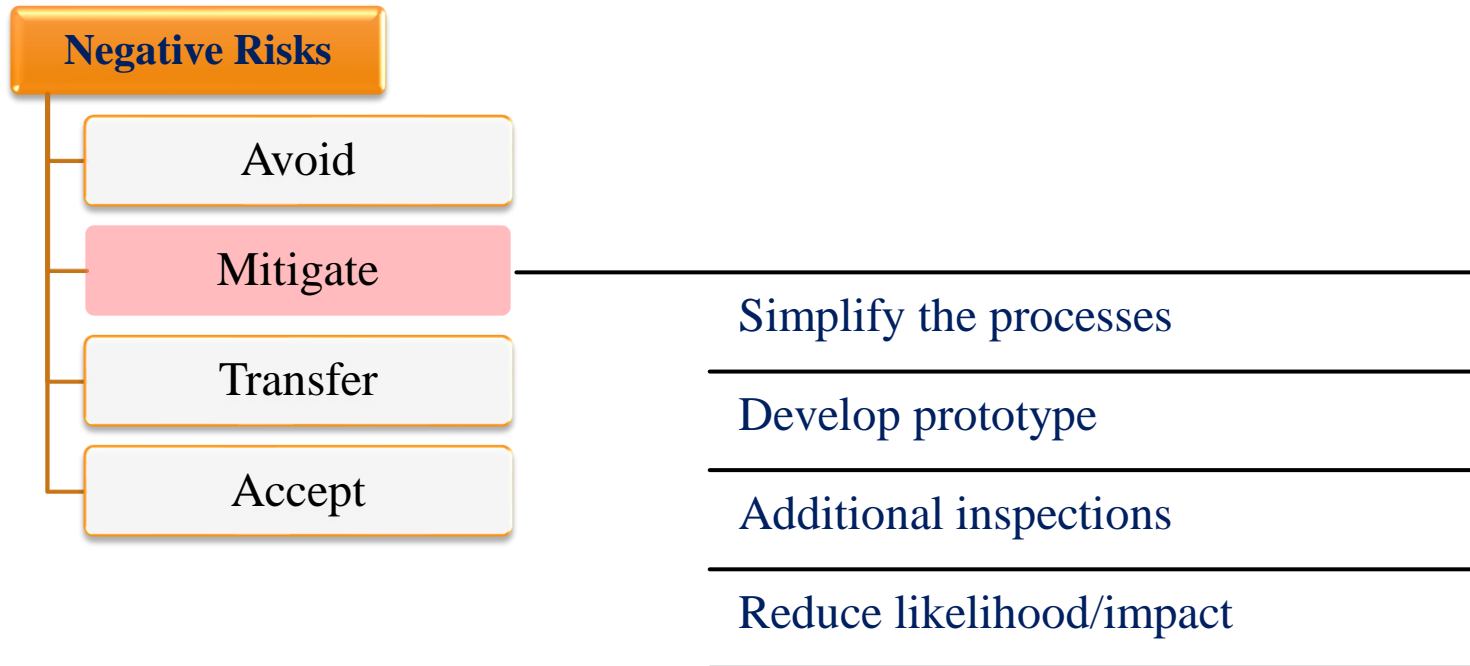 Negative Risks
Avoid
Mitigate
Transfer
Accept
Simplify the processes
Develop prototype
Additional inspections
Reduce likelihood/impact